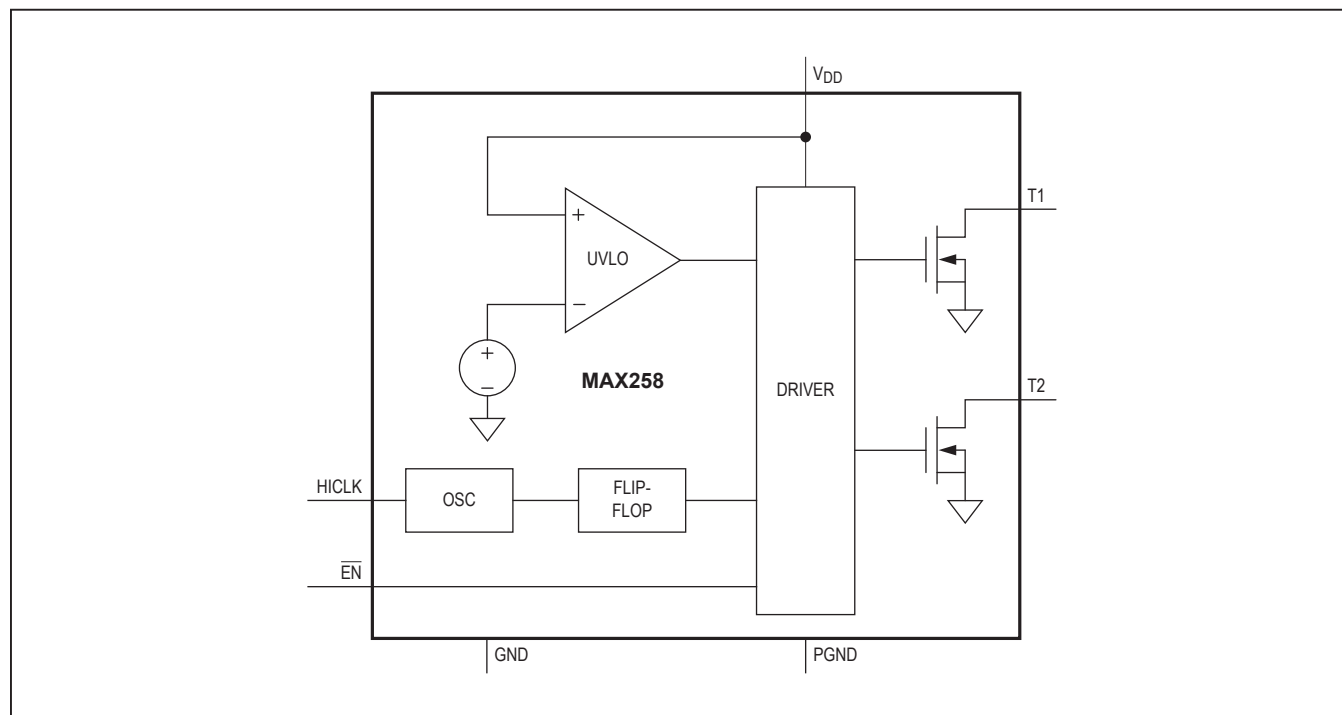 VDD
T1
+
UVLO
−
+
−
MAX258
DRIVER
T2
HICLK
OSC
FLIP-
FLOP
EN
GND
PGND